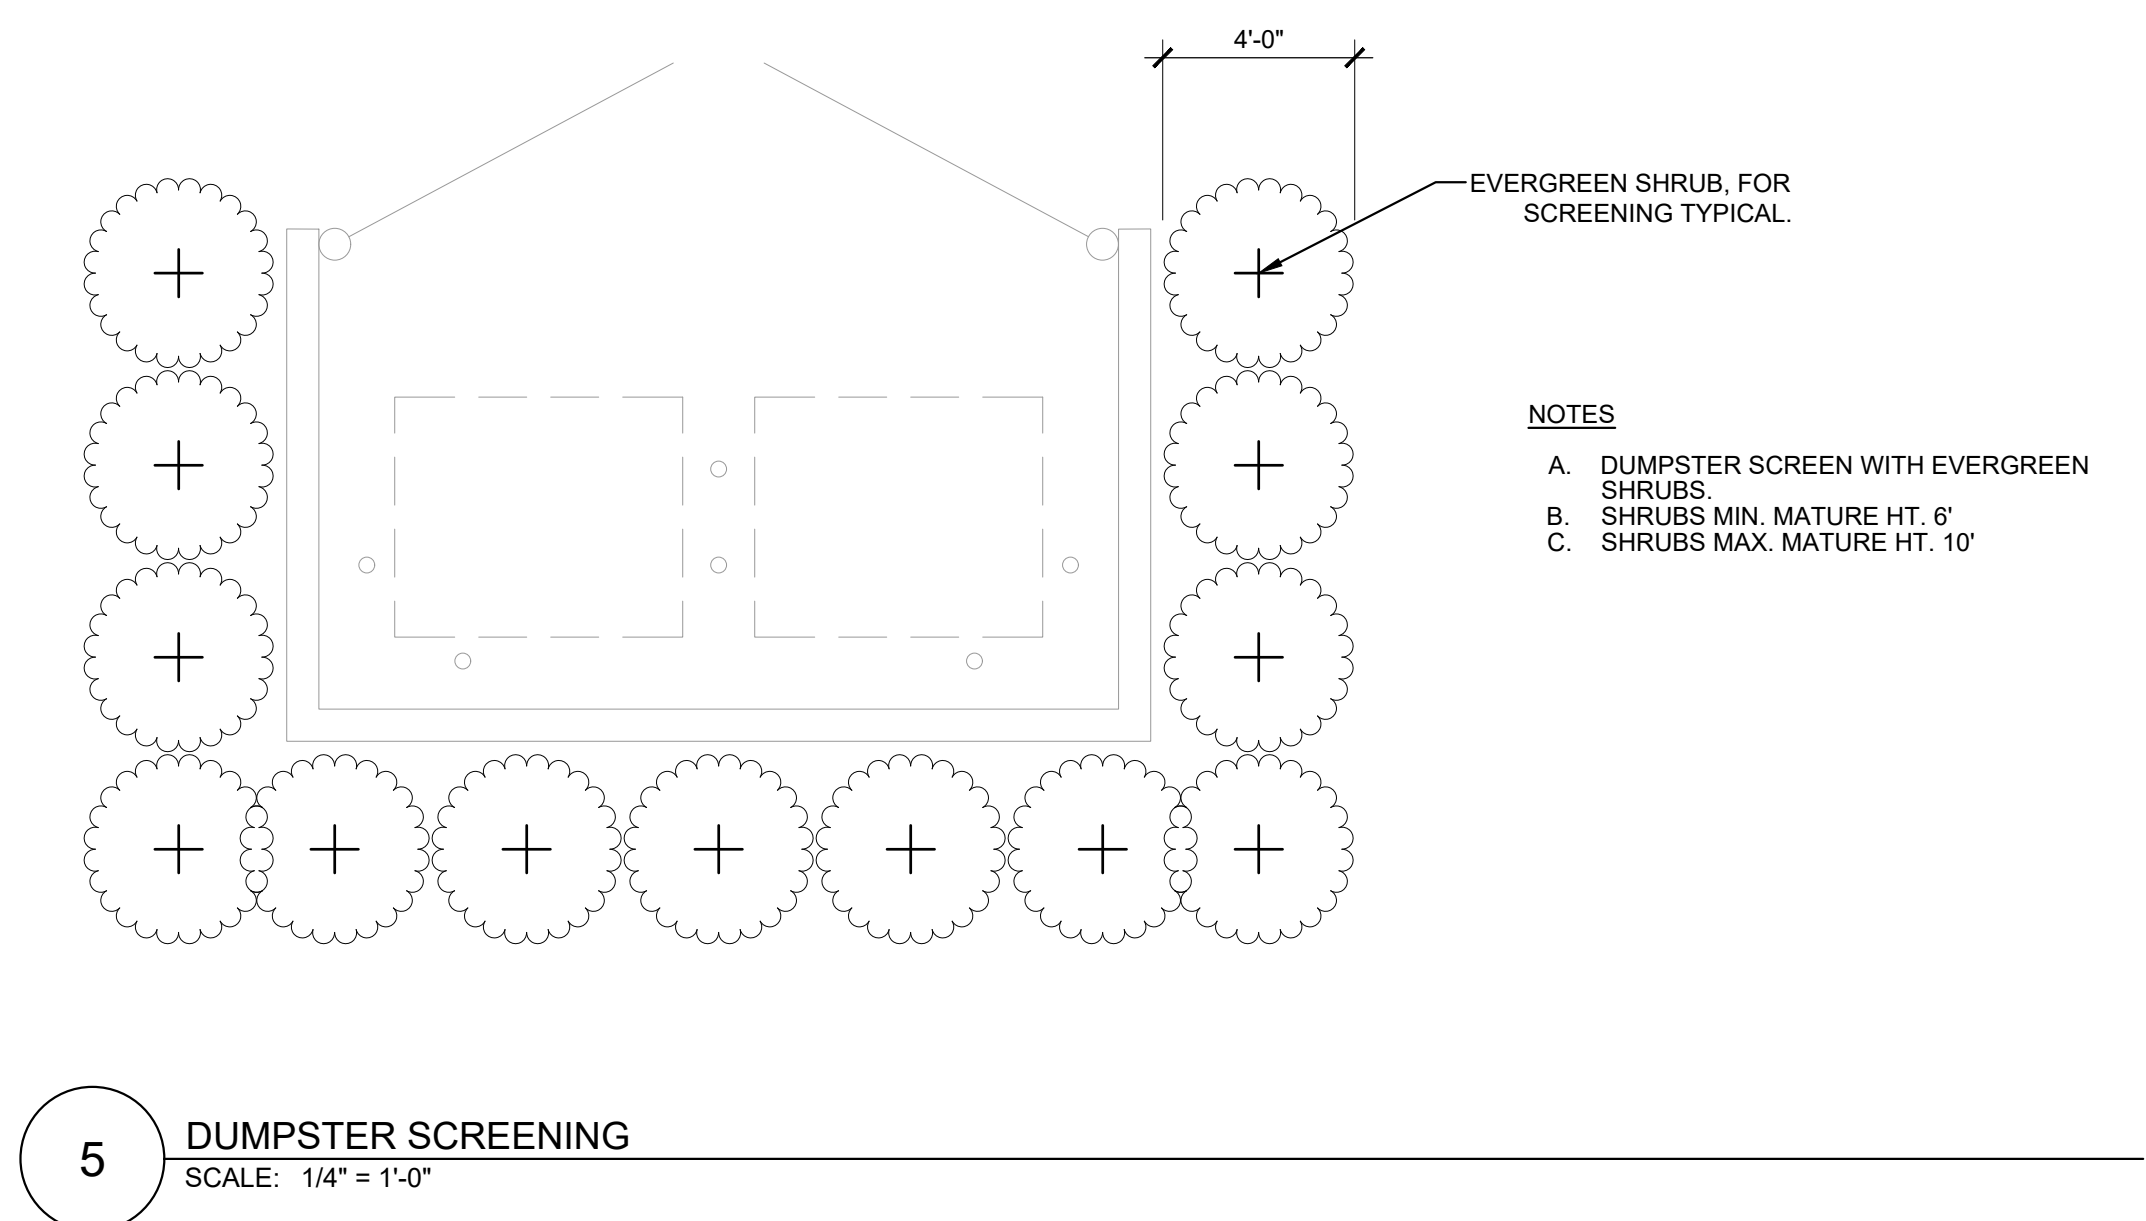 4'-0"
EVERGREEN SHRUB, FOR
SCREENING TYPICAL.
NOTES
A. DUMPSTER SCREEN WITH EVERGREEN
SHRUBS.
B. SHRUBS MIN. MATURE HT. 6'
C. SHRUBS MAX. MATURE HT. 10'
5
DUMPSTER SCREENING
SCALE: 1/4" = 1'-0"